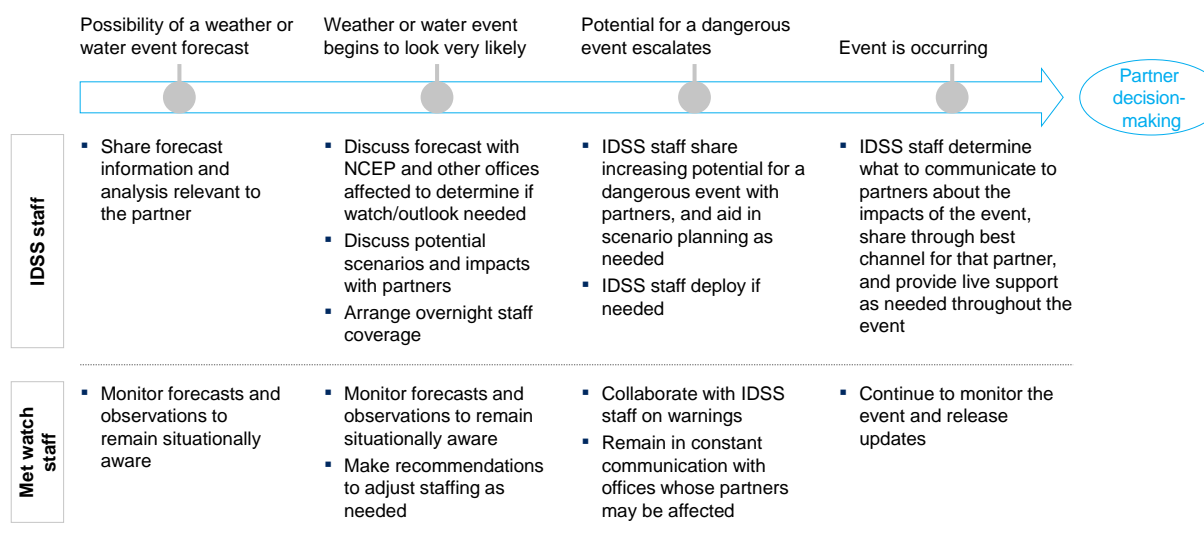 Possibility of a weather or
water event forecast
Weather or water event
begins to look very likely
Potential for a dangerous
event escalates
Event is occurring
Partner
decision-
making
IDSS staff
▪ Share forecast
information and
analysis relevant to
the partner
▪ Discuss forecast with
NCEP and other offices
affected to determine if
watch/outlook needed
▪ Discuss potential
scenarios and impacts
with partners
▪ Arrange overnight staff
coverage
▪ IDSS staff share
increasing potential for a
dangerous event with
partners, and aid in
scenario planning as
needed
▪ IDSS staff deploy if
needed
▪ IDSS staff determine
what to communicate to
partners about the
impacts of the event,
share through best
channel for that partner,
and provide live support
as needed throughout the
event
Met watch
staff
▪ Monitor forecasts and
observations to
remain situationally
aware
▪ Monitor forecasts and
observations to remain
situationally aware
▪ Make recommendations
to adjust staffing as
needed
▪ Collaborate with IDSS
staff on warnings
▪ Remain in constant
communication with
offices whose partners
may be affected
▪ Continue to monitor the
event and release
updates